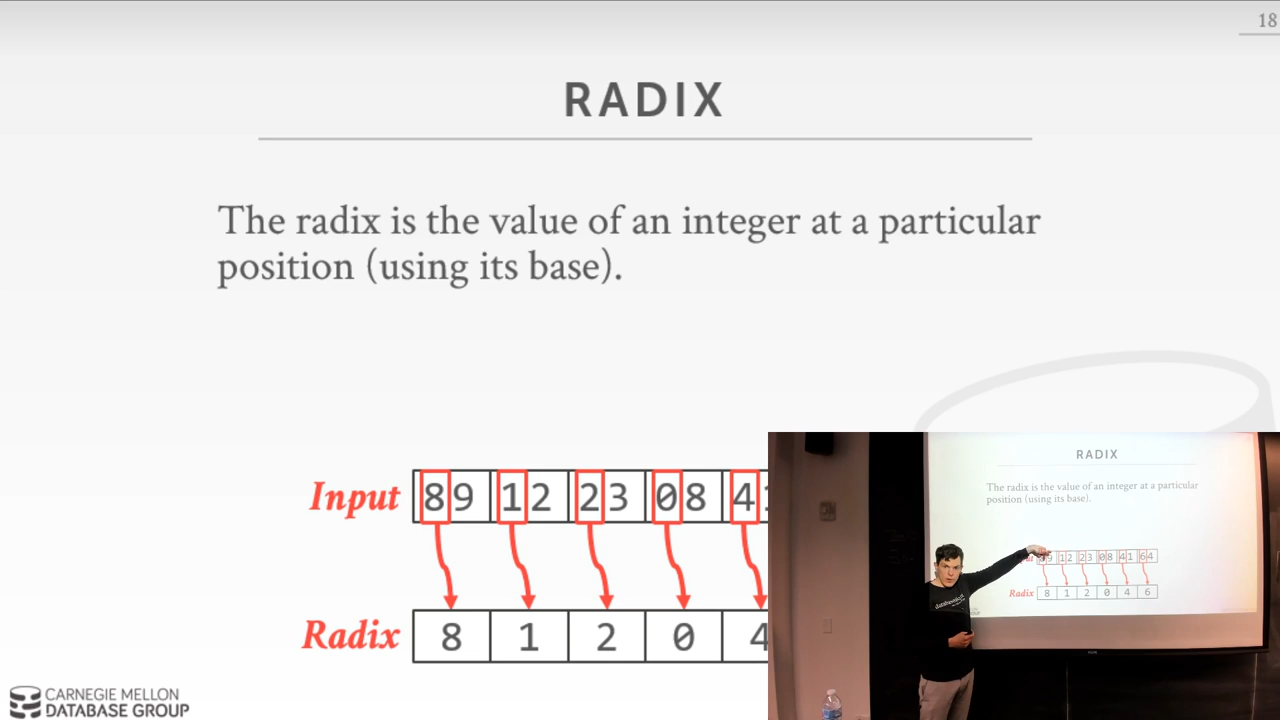 18
RADIX
The radix is the value of an integer at a particular
position (using its base).
Input 89 12 23 08 41
Radix 8 1 2 0 4
CARNEGIE MELLON
DATABASE GROUP
RADIX
The radix is the value of an integer at a particular
position (using its base).
9 12 23 08 41 64
Radix 8 1 2 0 4 6